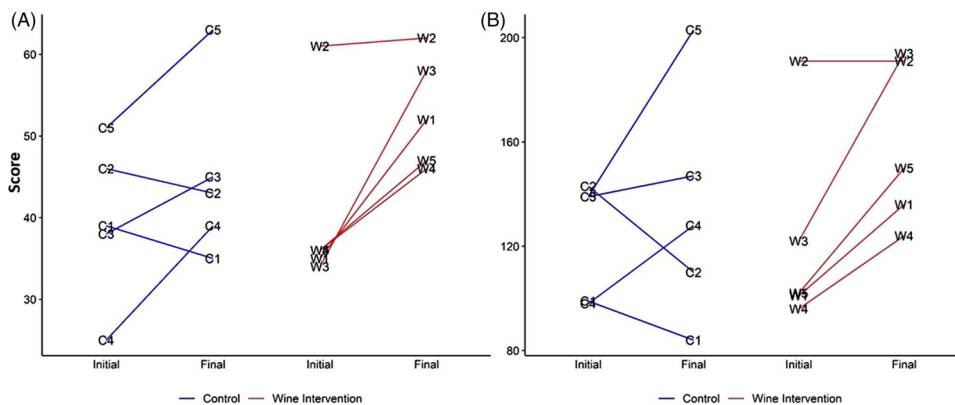 (A)
(B)
Score
60
50
40
30
C5
C2
C1
C3
C4
C5
C3
C2
C4
C1
W2
W1
W3
W2
W3
W1
W5
W4
Initial
Final
Initial
Final
Control
Wine Intervention
200
160
120
80
C2
C5
C1
C4
C5
C3
C4
C2
C1
W2
W3
W5
W1
W4
W3
W2
W5
W1
W4
Initial
Final
Initial
Final
Control
Wine Intervention